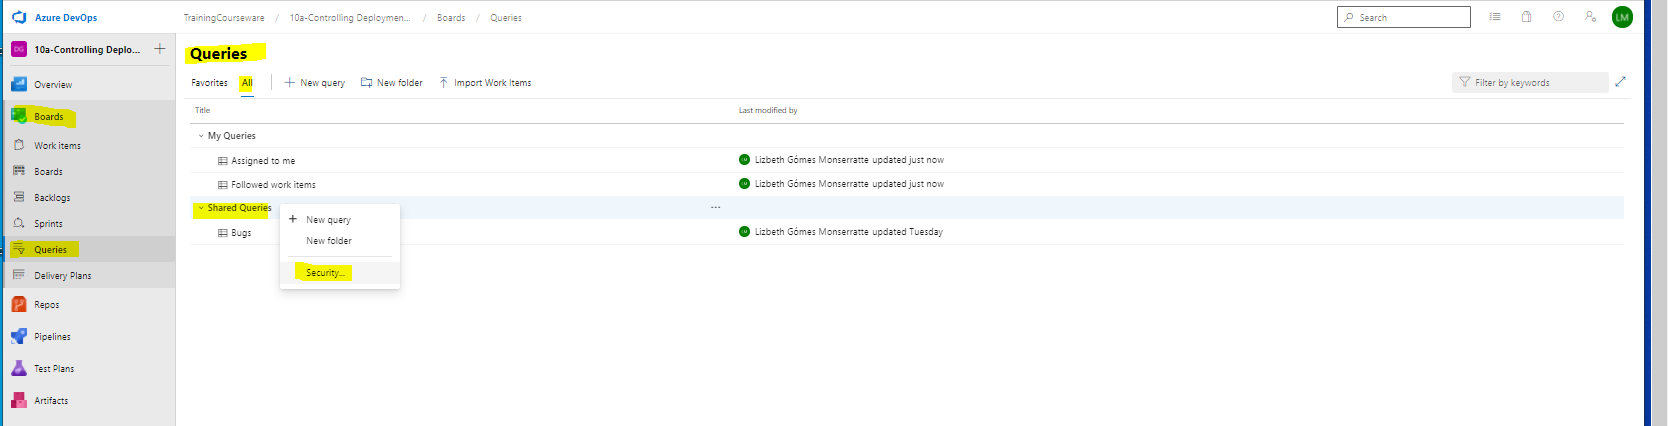 Azure DevOps
TrainingCourseware / 10a-Controlling Deploymen... / Boards / Queries
Search
LM
DG 10a-Controlling Deplo...
Overview
Boards
Work items
Boards
Backlogs
Sprints
Queries
Delivery Plans
Repos
Pipelines
Test Plans
Artifacts
Queries
Favorites All New query New folder Import Work Items
Filter by keywords
Title Last modified by
My Queries
Assigned to me LM Lizbeth Gómes Monserratte updated just now
Followed work items LM Lizbeth Gómes Monserratte updated just now
Shared Queries ...
Bugs LM Lizbeth Gómes Monserratte updated Tuesday
+ New query
New folder
Security...